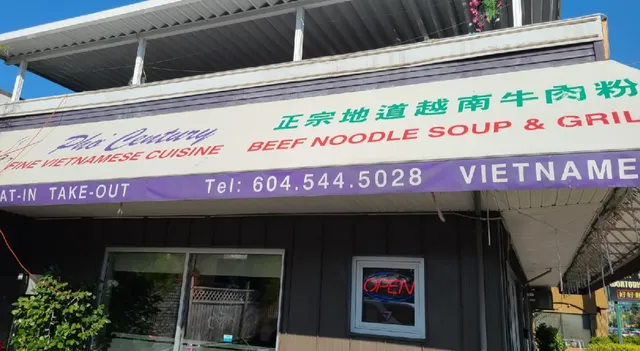 Phở Century
FINE VIETNAMESE CUISINE
正宗地道越南牛肉粉
BEEF NOODLE SOUP & GRIL
AT-IN TAKE-OUT
Tel: 604.544.5028
VIETNAME
OPEN